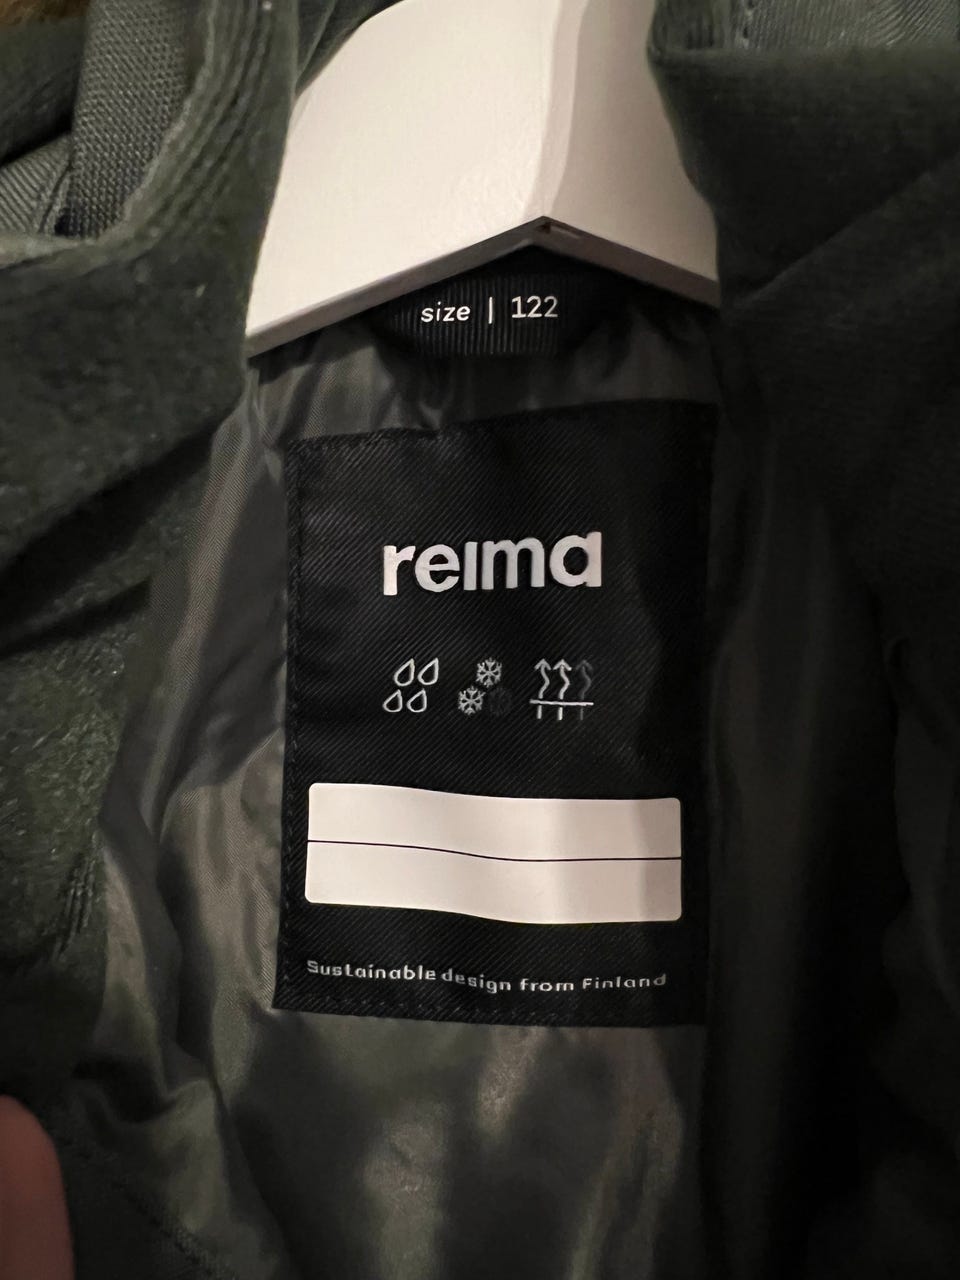 size | 122
reima
Sustainable design from Finland